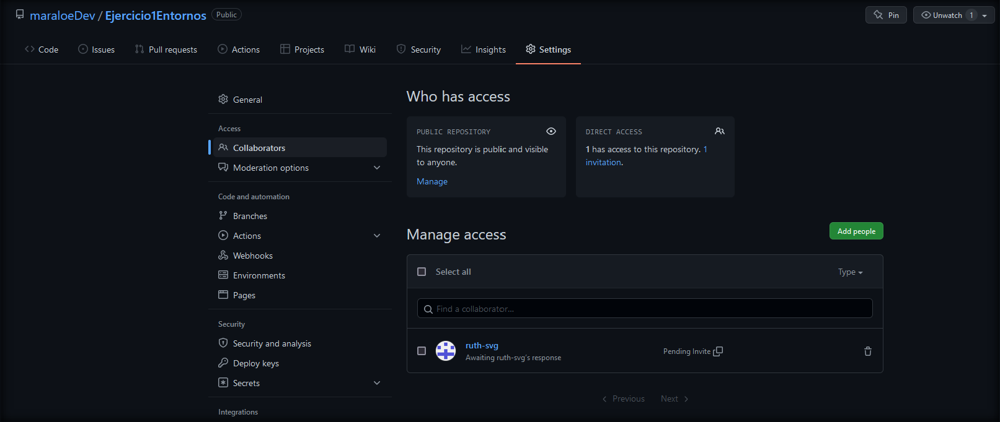 maraloeDev / Ejercicio1Entornos Public
Pin
Unwatch 1
Code Issues Pull requests Actions Projects Wiki Security Insights Settings
General
Access
Collaborators
Moderation options
Code and automation
Branches
Actions
Webhooks
Environments
Pages
Security
Security and analysis
Deploy keys
Secrets
Integrations
Who has access
PUBLIC REPOSITORY
This repository is public and visible
to anyone.
Manage
DIRECT ACCESS
1 has access to this repository. 1
invitation.
Manage access
Add people
Select all
Type
Find a collaborator...
ruth-svg
Awaiting ruth-svg's response
Pending Invite
Previous Next